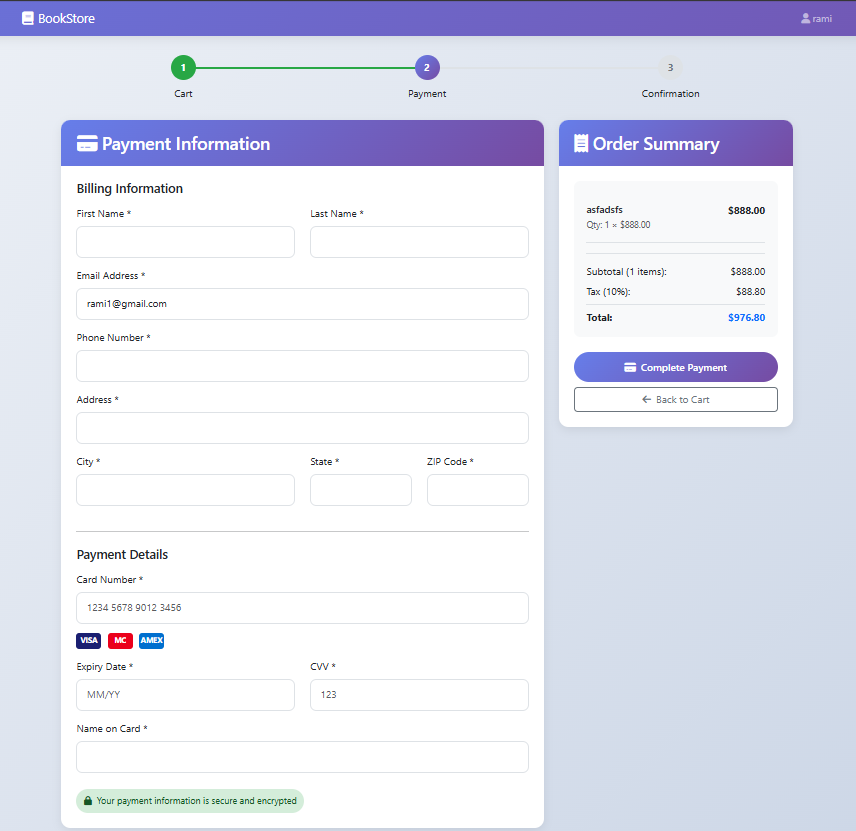 BookStore
rami
1
2
3
Cart
Payment
Confirmation
Payment Information
Billing Information
First Name *
Last Name *
Email Address *
rami1@gmail.com
Phone Number *
Address *
City *
State *
ZIP Code *
Payment Details
Card Number *
1234 5678 9012 3456
VISA
MC
AMEX
Expiry Date *
CVV *
MM/YY
123
Name on Card *
Your payment information is secure and encrypted
Order Summary
asfadsfs
$888.00
Qty: 1 × $888.00
Subtotal (1 items):
$888.00
Tax (10%):
$88.80
Total:
$976.80
Complete Payment
Back to Cart